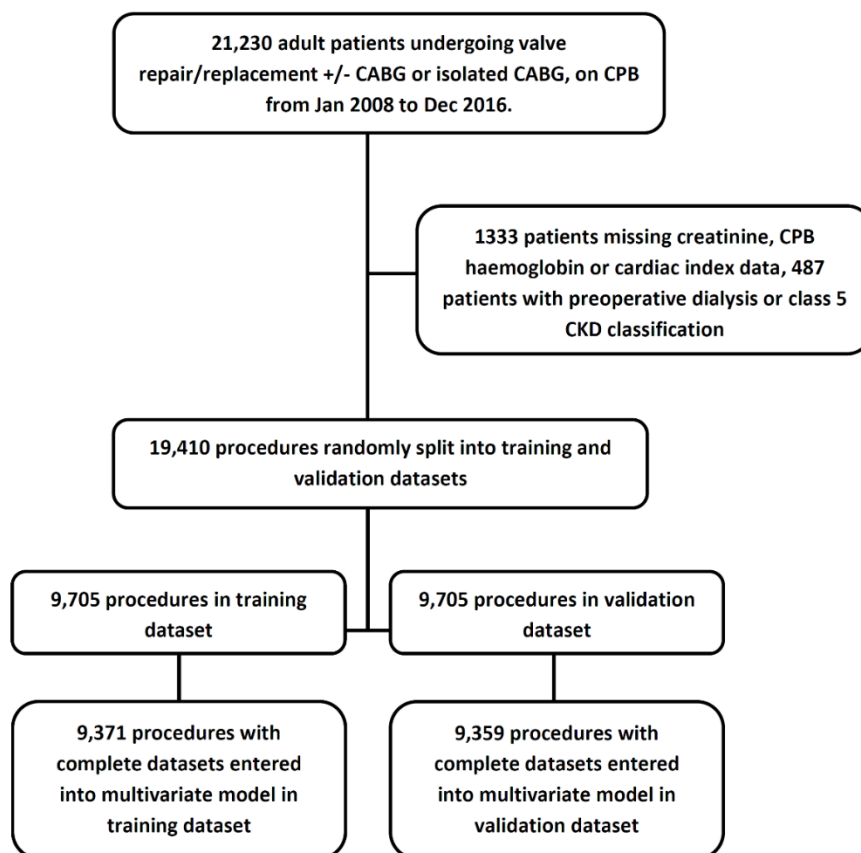 21,230 adult patients undergoing valve
repair/replacement +/- CABG or isolated CABG, on CPB
from Jan 2008 to Dec 2016.
1333 patients missing creatinine, CPB
haemoglobin or cardiac index data, 487
patients with preoperative dialysis or class 5
CKD classification
19,410 procedures randomly split into training and
validation datasets
9,705 procedures in training
dataset
9,705 procedures in validation
dataset
9,371 procedures with
complete datasets entered
into multivariate model in
training dataset
9,359 procedures with
complete datasets entered
into multivariate model in
validation dataset